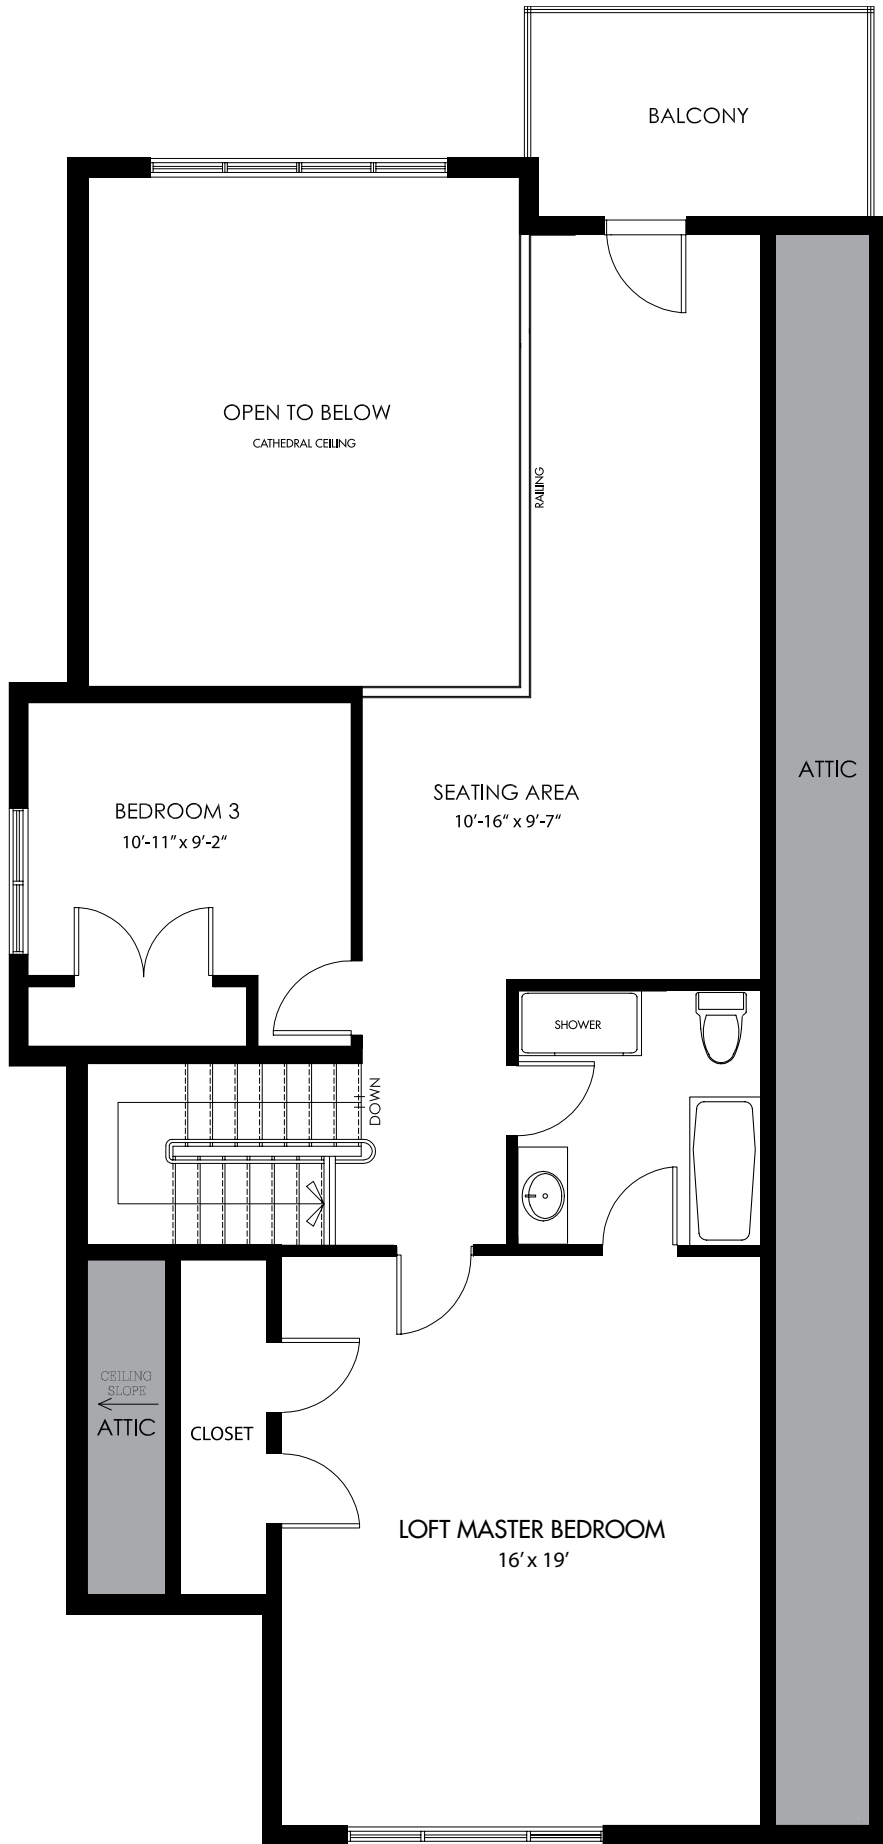 BALCONY
OPEN TO BELOW
CATHEDRAL CEILING
RAILING
ATTIC
SEATING AREA
10'-16" x 9'-7"
BEDROOM 3
10'-11" x 9'-2"
SHOWER
DOWN
CEILING
SLOPE
ATTIC
CLOSET
LOFT MASTER BEDROOM
16' x 19'